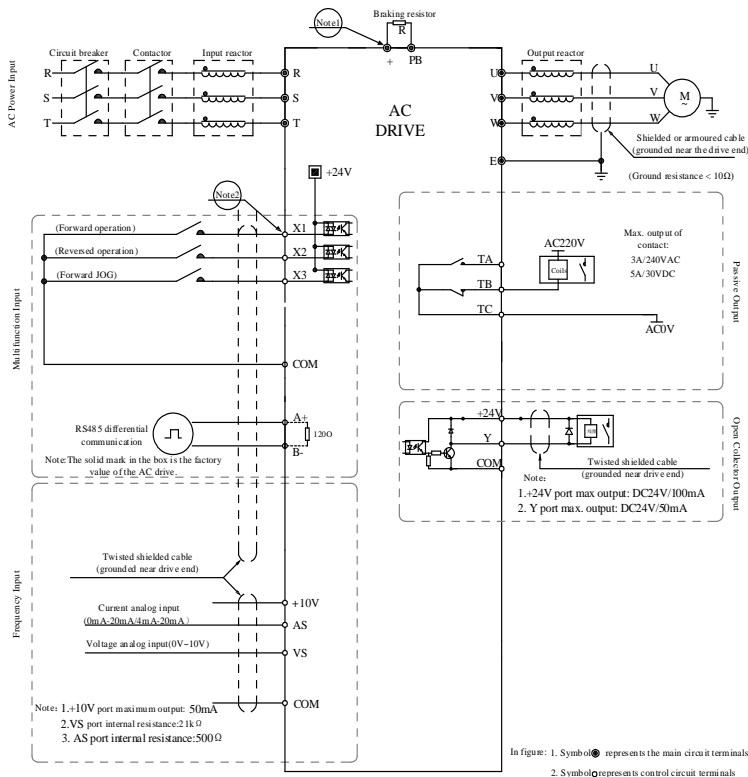 Note1
Braking resistor
R
+
PB
Circuit breaker
Contactor
Input reactor
AC Power Input
R
S
T
R
S
T
AC
DRIVE
U
V
W
E
Output reactor
U
V
W
M
~
Shielded or armoured cable
(grounded near the drive end)
(Ground resistance < 10Ω)
+24V
Note2
Multifunction Input
(Forward operation)
(Reversed operation)
(Forward JOG)
X1
X2
X3
COM
RS485 differential
communication
A+
B-
120Ω
Note:The solid mark in the box is the factory
value of the AC drive.
Passive Output
TA
TB
TC
AC220V
Coils
AC0V
Max. output of
contact:
3A/240VAC
5A/30VDC
Open Collector Output
+24V
Y
COM
Twisted shielded cable
(grounded near drive end)
Note:
1.+24V port max output: DC24V/100mA
2. Y port max. output: DC24V/50mA
Frequency Input
Twisted shielded cable
(grounded near drive end)
Current analog input
(0mA-20mA/4mA-20mA)
Voltage analog input(0V~10V)
+10V
AS
VS
COM
Note: 1.+10V port maximum output: 50mA
2.VS port internal resistance:21kΩ
3. AS port internal resistance:500Ω
In figure: 1. Symbol represents the main circuit terminals
2. Symbol represents control circuit terminals